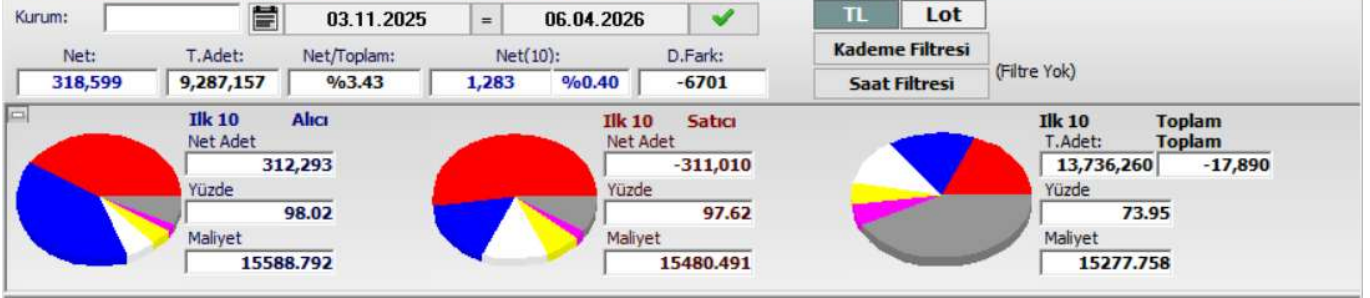 Kurum: 03.11.2025 = 06.04.2026 TL Lot
Net: T.Adet: Net/Toplam: Net(10): D.Fark: Kademe Filtresi
318,599 9,287,157 %3.43 1,283 %0.40 -6701 Saat Filtresi (Filtre Yok)
Ilk 10 Alıcı
Net Adet
312,293
Yüzde
98.02
Maliyet
15588.792
Ilk 10 Satıcı
Net Adet
-311,010
Yüzde
97.62
Maliyet
15480.491
Ilk 10 Toplam
T.Adet: Toplam
13,736,260 -17,890
Yüzde
73.95
Maliyet
15277.758